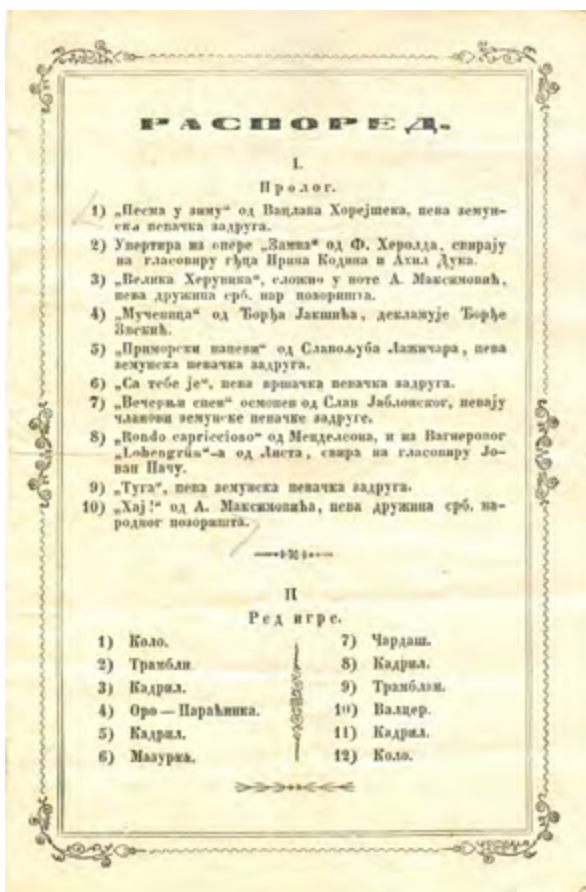 РАСПОРЕД.
I.
Пролог.
1) „Песма у зиму“ од Вацлава Хорејшека, пева земун-
ска певачка задруга.
2) Увертира из опере „Замна“ од Ф. Херолда, свирају
на гласовиру гђца Ирина Кодина и Ахил Дука.
3) „Велика Херувика“, сложио у ноте А. Максимовић,
пева дружина срб. нар позоришта.
4) „Мученица“ од Ђорђа Јакшића, декламује Ђорђе
5) „Приморски напеви“ од Славољуба Лажичара, пева
земунска певачка задруга.
6) „Са тебе је“, пева вршачка певачка задруга.
7) „Вечерњи спев“ осмопев од Слав Јаблонског, певају
чланови земунске певачке задруге.
8) „Rondo capriccioso“ од Менделсона, и из Вагнеровог
„Lohengrün“-а од Листа, свира на гласовиру Јо-
ван Пачу.
9) „Туга“, пева земунска певачка задруга.
10) „Хај!“ од А. Максимовића, пева дружина срб. на-
родног позоришта.
II
Ред игре.
1) Коло.
2) Трамбли
3) Кадрил.
4) Оро — Параћинка.
5) Кадрил.
6) Мазурка.
7) Чардаш.
8) Кадрил.
9) Трамблан.
10) Валцер.
11) Кадрил.
12) Коло.